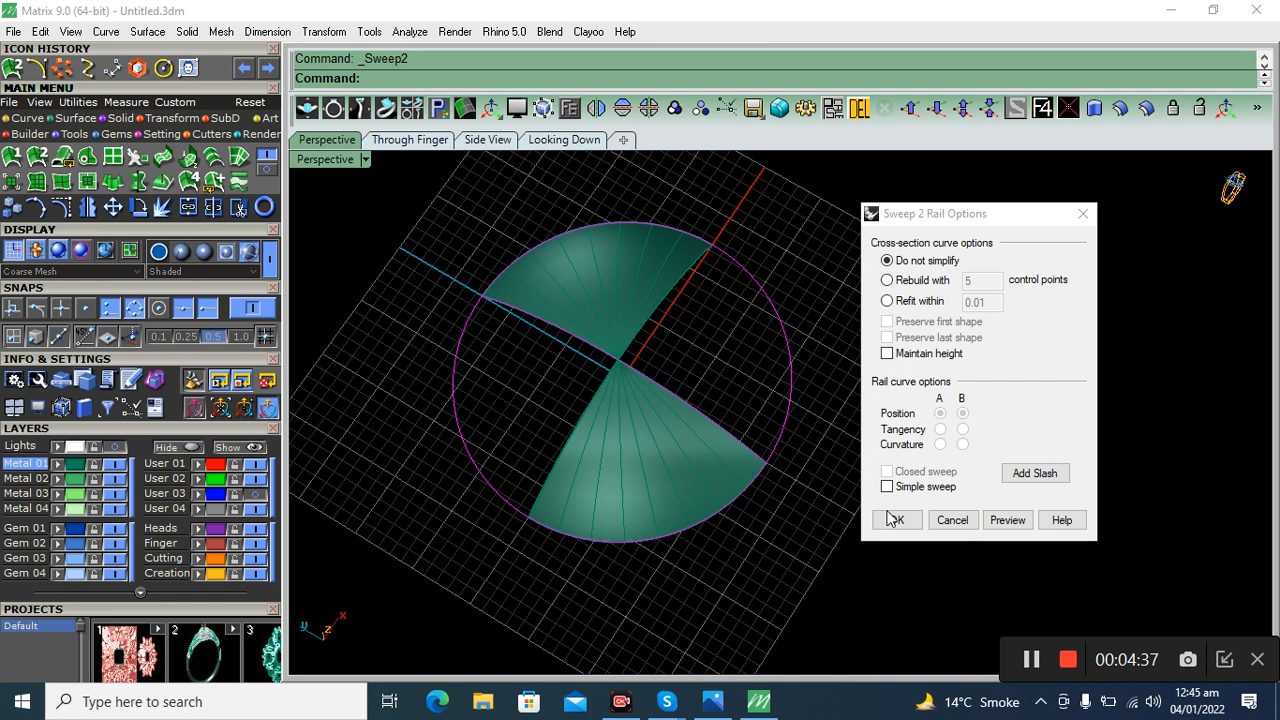 Matrix 9.0 (64-bit) - Untitled.3dm
File Edit View Curve Surface Solid Mesh Dimension Transform Tools Analyze Render Rhino 5.0 Blend Clayoo Help
ICON HISTORY
MAIN MENU
File View Utilities Measure Custom Reset
Curve Surface Solid Transform SubD Art
Builder Tools Gems Setting Cutters Render
DISPLAY
Coarse Mesh Shaded
SNAPS
0.1 0.25 0.5 1.0
INFO & SETTINGS
LAYERS
Lights Hide Show
Metal 01 User 01
Metal 02 User 02
Metal 03 User 03
Metal 04 User 04
Gem 01 Heads
Gem 02 Finger
Gem 03 Cutting
Gem 04 Creation
PROJECTS
Default
1 2 3
Command: _Sweep2
Command:
F4 DEL
Perspective Through Finger Side View Looking Down
Perspective
Sweep 2 Rail Options
Cross-section curve options
Do not simplify
Rebuild with 5 control points
Refit within 0.01
Preserve first shape
Preserve last shape
Maintain height
Rail curve options
A B
Position
Tangency
Curvature
Closed sweep Add Slash
Simple sweep
OK Cancel Preview Help
x
y
z
00:04:37
Type here to search
14°C Smoke
12:45 am
04/01/2022